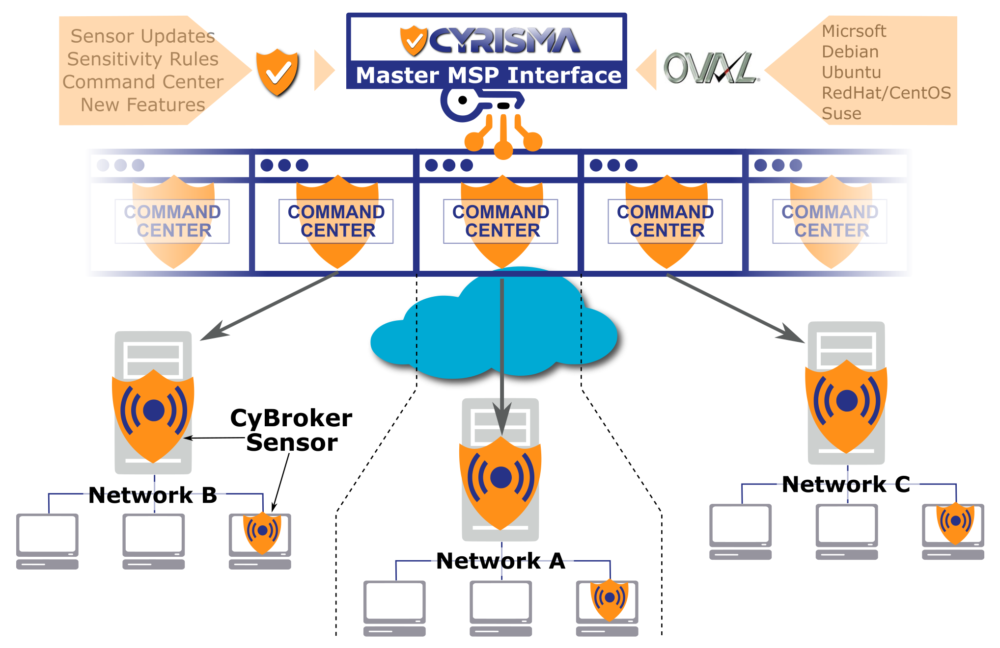 Sensor Updates
Sensitivity Rules
Command Center
New Features
CYRISMA
Master MSP Interface
OVAL
Micrsoft
Debian
Ubuntu
RedHat/CentOS
Suse
COMMAND
CENTER
COMMAND
CENTER
COMMAND
CENTER
COMMAND
CENTER
COMMAND
CENTER
CyBroker
Sensor
Network B
Network A
Network C